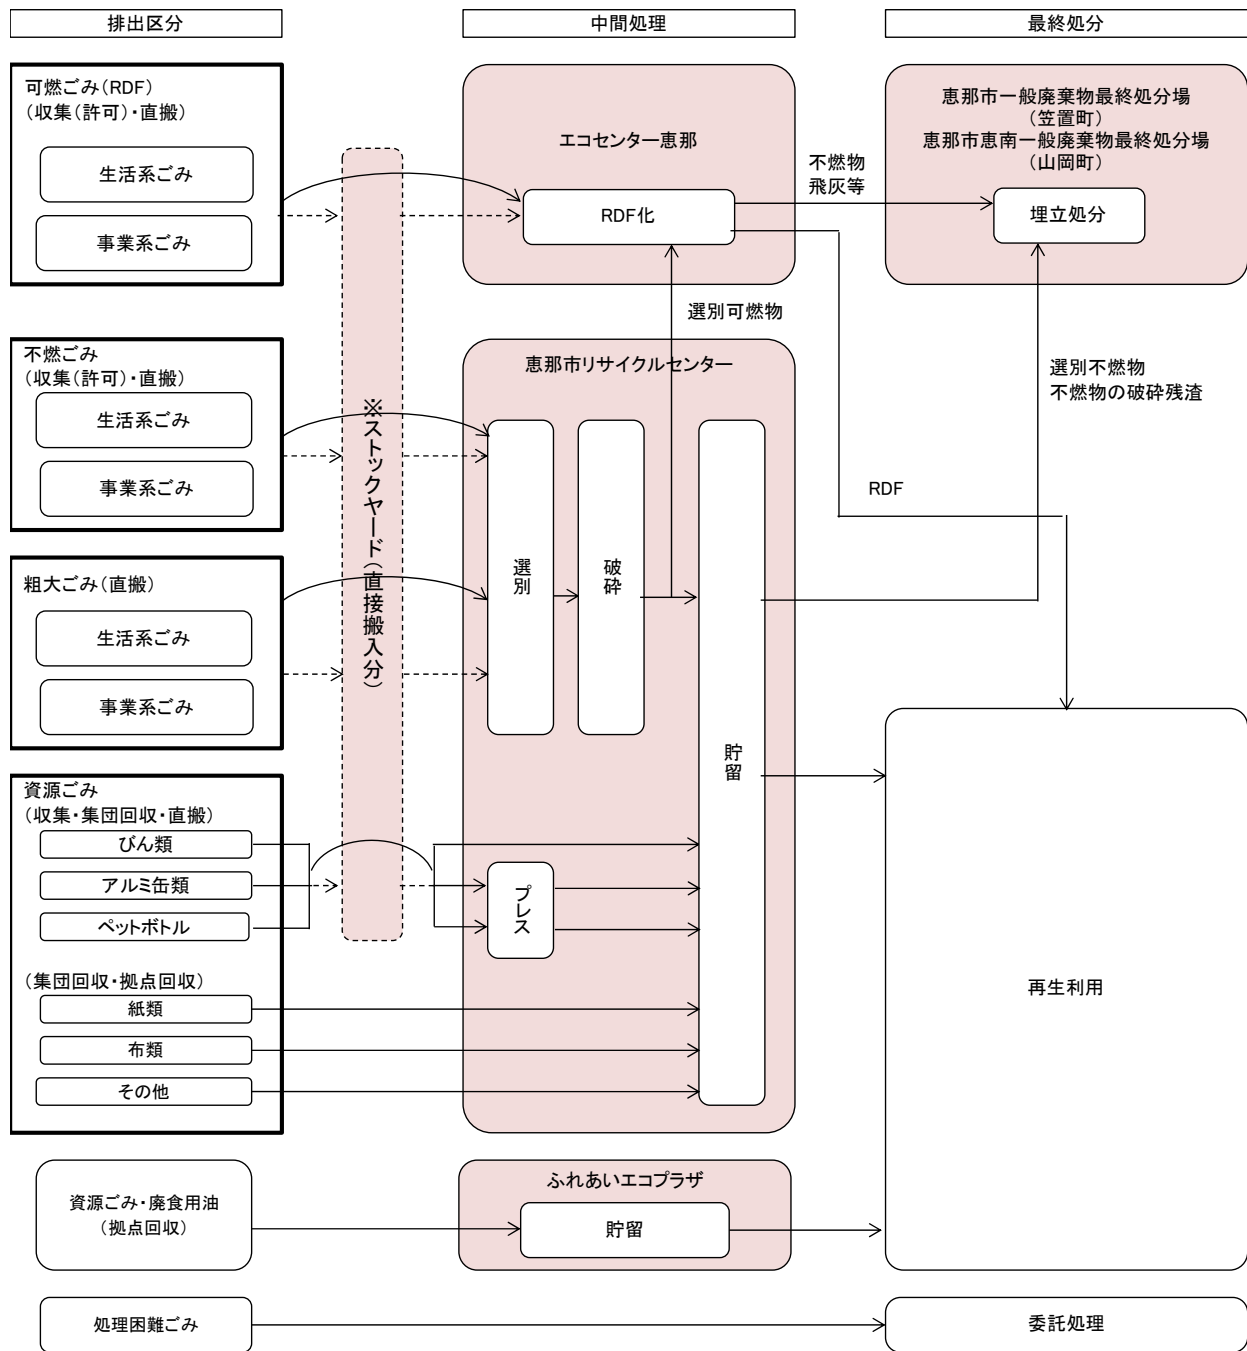 排出区分
中間処理
最終処分
可燃ごみ(RDF)
(収集(許可)・直搬)
生活系ごみ
事業系ごみ
エコセンター恵那
RDF化
不燃物
飛灰等
恵那市一般廃棄物最終処分場
(笠置町)
恵那市恵南一般廃棄物最終処分場
(山岡町)
埋立処分
選別可燃物
不燃ごみ
(収集(許可)・直搬)
生活系ごみ
事業系ごみ
※ストックヤード(直接搬入分)
恵那市リサイクルセンター
選別
破砕
貯留
選別不燃物
不燃物の破砕残渣
RDF
粗大ごみ(直搬)
生活系ごみ
事業系ごみ
資源ごみ
(収集・集団回収・直搬)
びん類
アルミ缶類
ペットボトル
プレス
(集団回収・拠点回収)
紙類
布類
その他
再生利用
資源ごみ・廃食用油
(拠点回収)
ふれあいエコプラザ
貯留
処理困難ごみ
委託処理